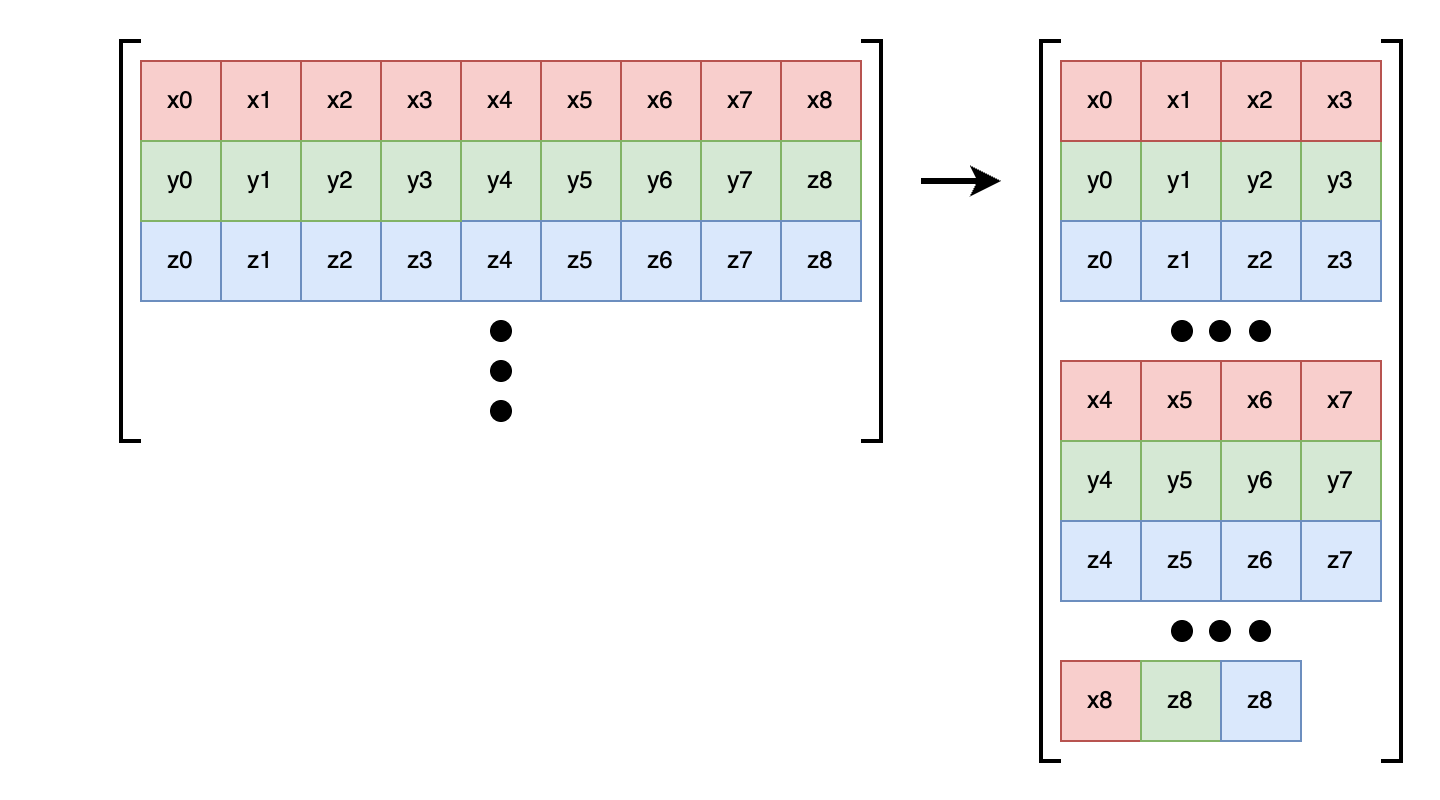 x0 x1 x2 x3 x4 x5 x6 x7 x8
y0 y1 y2 y3 y4 y5 y6 y7 z8
z0 z1 z2 z3 z4 z5 z6 z7 z8
x0 x1 x2 x3
y0 y1 y2 y3
z0 z1 z2 z3
x4 x5 x6 x7
y4 y5 y6 y7
z4 z5 z6 z7
x8 z8 z8